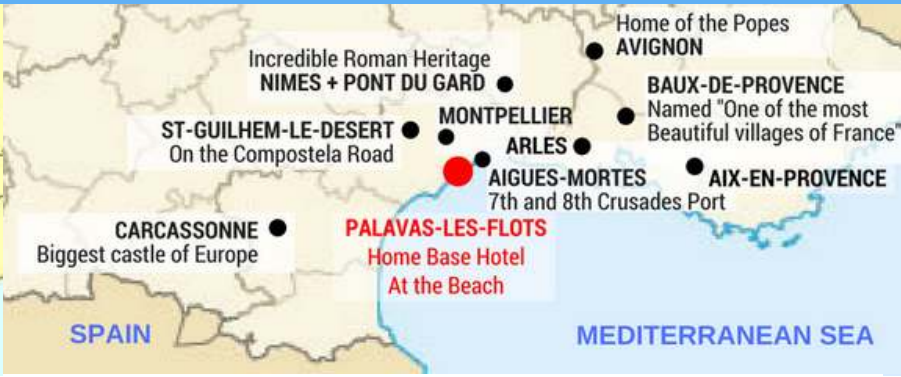 Home of the Popes
AVIGNON
Incredible Roman Heritage
NIMES + PONT DU GARD
BAUX-DE-PROVENCE
Named "One of the most
Beautiful villages of France"
MONTPELLIER
ST-GUILHEM-LE-DESERT
On the Compostela Road
ARLES
AIGUES-MORTES
7th and 8th Crusades Port
AIX-EN-PROVENCE
CARCASSONNE
Biggest castle of Europe
PALAVAS-LES-FLOTS
Home Base Hotel
At the Beach
SPAIN
MEDITERRANEAN SEA